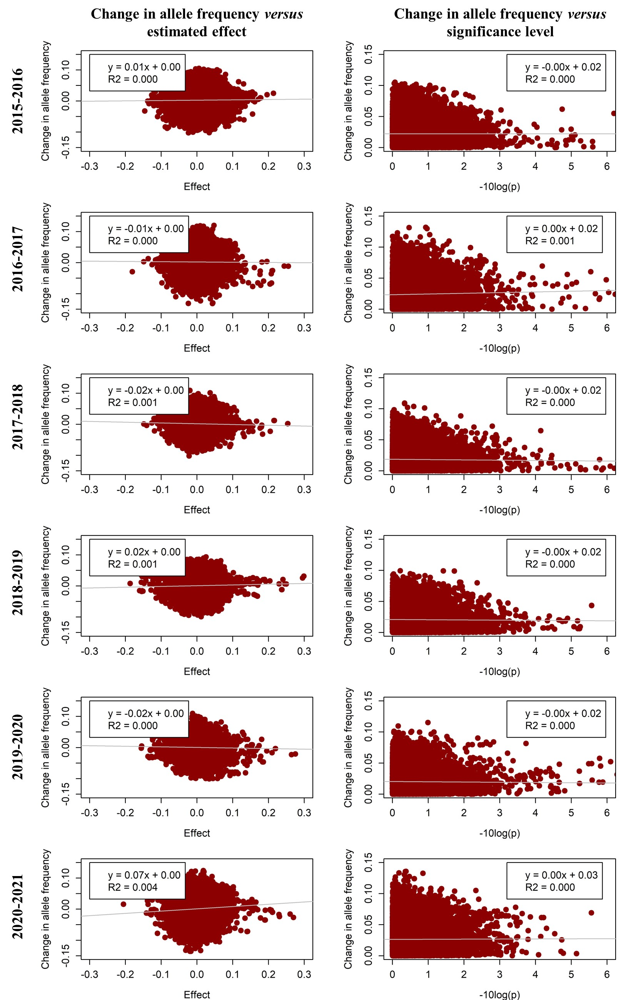 Change in allele frequency versus
estimated effect
Change in allele frequency versus
significance level
2015-2016
Change in allele frequency
0.10
0.00
-0.15
y = 0.01x + 0.00
R2 = 0.000
-0.3 -0.2 -0.1 0.0 0.1 0.2 0.3
Effect
Change in allele frequency
0.15
0.10
0.05
0.00
y = -0.00x + 0.02
R2 = 0.000
0 1 2 3 4 5 6
-10log(p)
2016-2017
Change in allele frequency
0.10
0.00
-0.15
y = -0.01x + 0.00
R2 = 0.000
-0.3 -0.2 -0.1 0.0 0.1 0.2 0.3
Effect
Change in allele frequency
0.15
0.10
0.05
0.00
y = 0.00x + 0.02
R2 = 0.001
0 1 2 3 4 5 6
-10log(p)
2017-2018
Change in allele frequency
0.10
0.00
-0.15
y = -0.02x + 0.00
R2 = 0.001
-0.3 -0.2 -0.1 0.0 0.1 0.2 0.3
Effect
Change in allele frequency
0.15
0.10
0.05
0.00
y = -0.00x + 0.02
R2 = 0.000
0 1 2 3 4 5 6
-10log(p)
2018-2019
Change in allele frequency
0.10
0.00
-0.15
y = 0.02x + 0.00
R2 = 0.001
-0.3 -0.2 -0.1 0.0 0.1 0.2 0.3
Effect
Change in allele frequency
0.15
0.10
0.05
0.00
y = -0.00x + 0.02
R2 = 0.000
0 1 2 3 4 5 6
-10log(p)
2019-2020
Change in allele frequency
0.10
0.00
-0.15
y = -0.02x + 0.00
R2 = 0.000
-0.3 -0.2 -0.1 0.0 0.1 0.2 0.3
Effect
Change in allele frequency
0.15
0.10
0.05
0.00
y = -0.00x + 0.02
R2 = 0.000
0 1 2 3 4 5 6
-10log(p)
2020-2021
Change in allele frequency
0.10
0.00
-0.15
y = 0.07x + 0.00
R2 = 0.004
-0.3 -0.2 -0.1 0.0 0.1 0.2 0.3
Effect
Change in allele frequency
0.15
0.10
0.05
0.00
y = 0.00x + 0.03
R2 = 0.000
0 1 2 3 4 5 6
-10log(p)